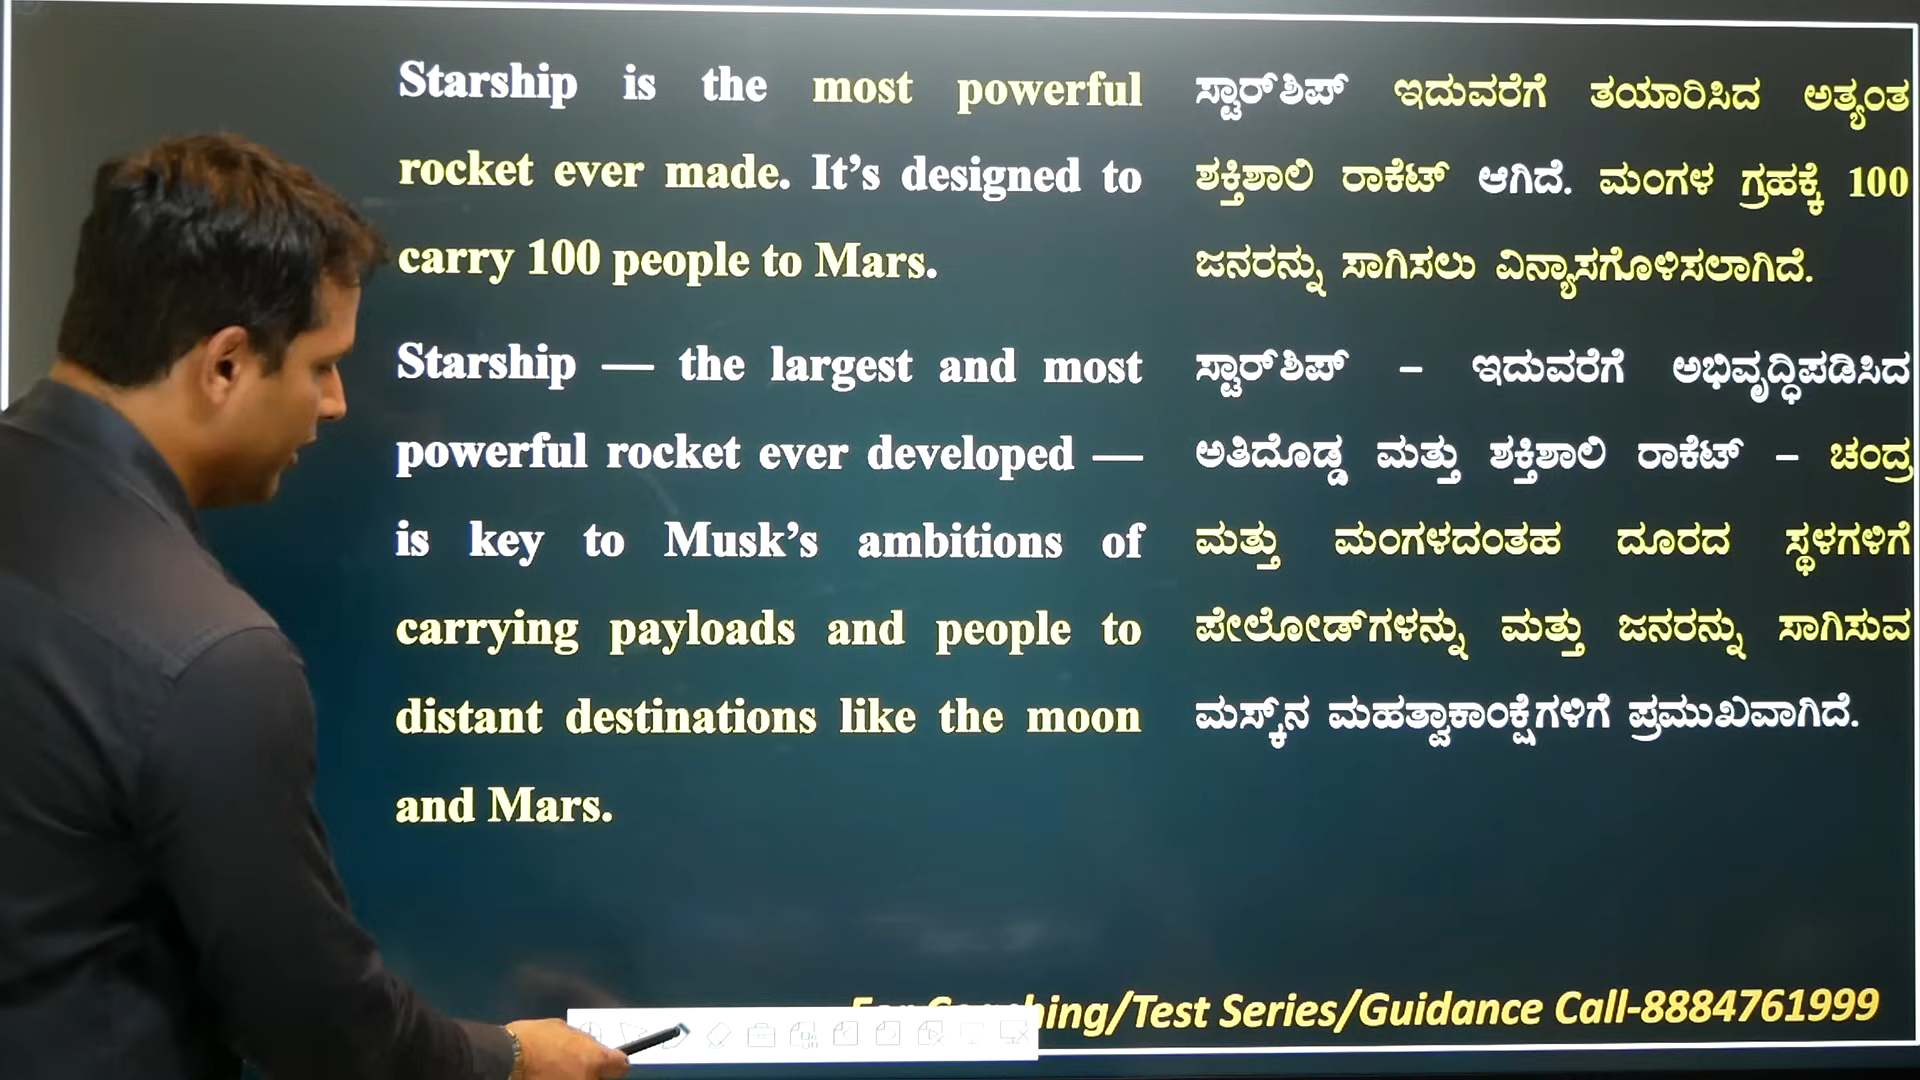 Starship is the most powerful
rocket ever made. It’s designed to
carry 100 people to Mars.
Starship — the largest and most
powerful rocket ever developed —
is key to Musk’s ambitions of
carrying payloads and people to
distant destinations like the moon
and Mars.
ಸ್ಟಾರ್‌ಶಿಪ್ ಇದುವರೆಗೆ ತಯಾರಿಸಿದ ಅತ್ಯಂತ
ಶಕ್ತಿಶಾಲಿ ರಾಕೆಟ್ ಆಗಿದೆ. ಮಂಗಳ ಗ್ರಹಕ್ಕೆ 100
ಜನರನ್ನು ಸಾಗಿಸಲು ವಿನ್ಯಾಸಗೊಳಿಸಲಾಗಿದೆ.
ಸ್ಟಾರ್‌ಶಿಪ್ – ಇದುವರೆಗೆ ಅಭಿವೃದ್ಧಿಪಡಿಸಿದ
ಅತಿದೊಡ್ಡ ಮತ್ತು ಶಕ್ತಿಶಾಲಿ ರಾಕೆಟ್ – ಚಂದ್ರ
ಮತ್ತು ಮಂಗಳದಂತಹ ದೂರದ ಸ್ಥಳಗಳಿಗೆ
ಪೇಲೋಡ್‌ಗಳನ್ನು ಮತ್ತು ಜನರನ್ನು ಸಾಗಿಸುವ
ಮಸ್ಕ್‌ನ ಮಹತ್ವಾಕಾಂಕ್ಷೆಗಳಿಗೆ ಪ್ರಮುಖವಾಗಿದೆ.
For Coaching/Test Series/Guidance Call-8884761999